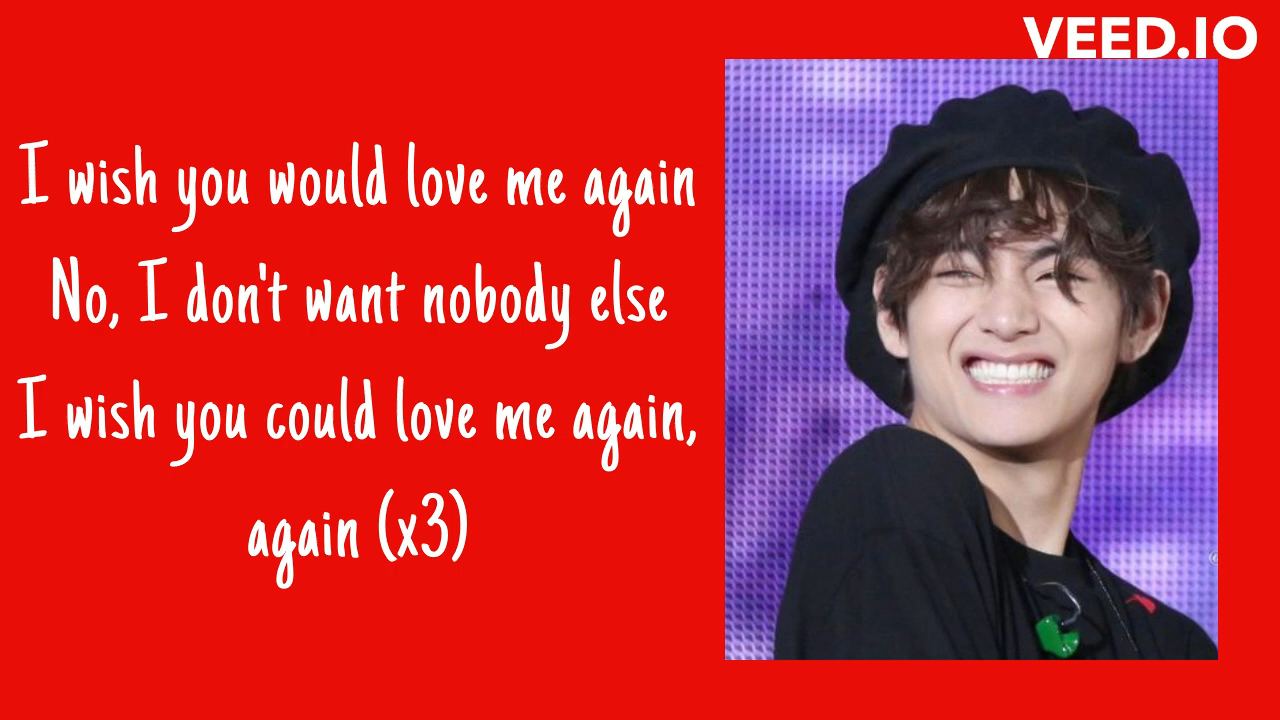 VEED.IO
I wish you would love me again
No, I don't want nobody else
I wish you could love me again,
again (x3)